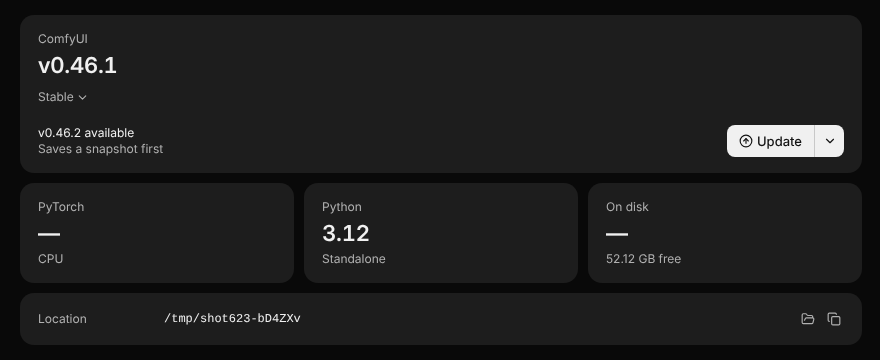 ComfyUI
v0.46.1
Stable
v0.46.2 available
Saves a snapshot first
Update
PyTorch
—
CPU
Python
3.12
Standalone
On disk
—
52.12 GB free
Location
/tmp/shot623-bD4ZXv